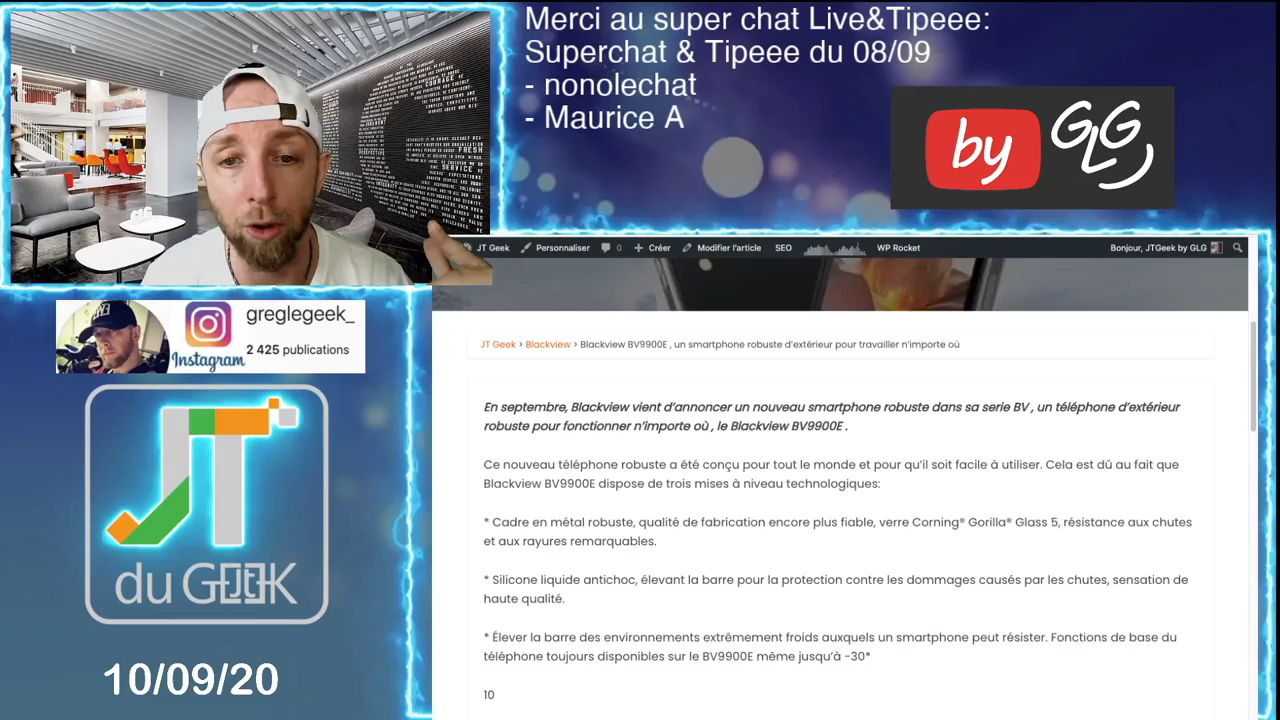 Merci au super chat Live&Tipeee:
Superchat & Tipeee du 08/09
- nonolechat
- Maurice A
by GLG
COURAGE
FRESH
SERVICE
JT Geek Personnaliser 0 Créer Modifier l'article SEO WP Rocket Bonjour, JTGeek by GLG
greglegeek_
Instagram 2 425 publications
JT Geek > Blackview > Blackview BV9900E , un smartphone robuste d'extérieur pour travailler n'importe où
En septembre, Blackview vient d'annoncer un nouveau smartphone robuste dans sa serie BV , un téléphone d'extérieur
robuste pour fonctionner n'importe où , le Blackview BV9900E .
Ce nouveau téléphone robuste a été conçu pour tout le monde et pour qu'il soit facile à utiliser. Cela est dû au fait que
Blackview BV9900E dispose de trois mises à niveau technologiques:
* Cadre en métal robuste, qualité de fabrication encore plus fiable, verre Corning® Gorilla® Glass 5, résistance aux chutes
et aux rayures remarquables.
* Silicone liquide antichoc, élevant la barre pour la protection contre les dommages causés par les chutes, sensation de
haute qualité.
* Élever la barre des environnements extrêmement froids auxquels un smartphone peut résister. Fonctions de base du
téléphone toujours disponibles sur le BV9900E même jusqu'à -30*
10
JT
du GEEK
10/09/20